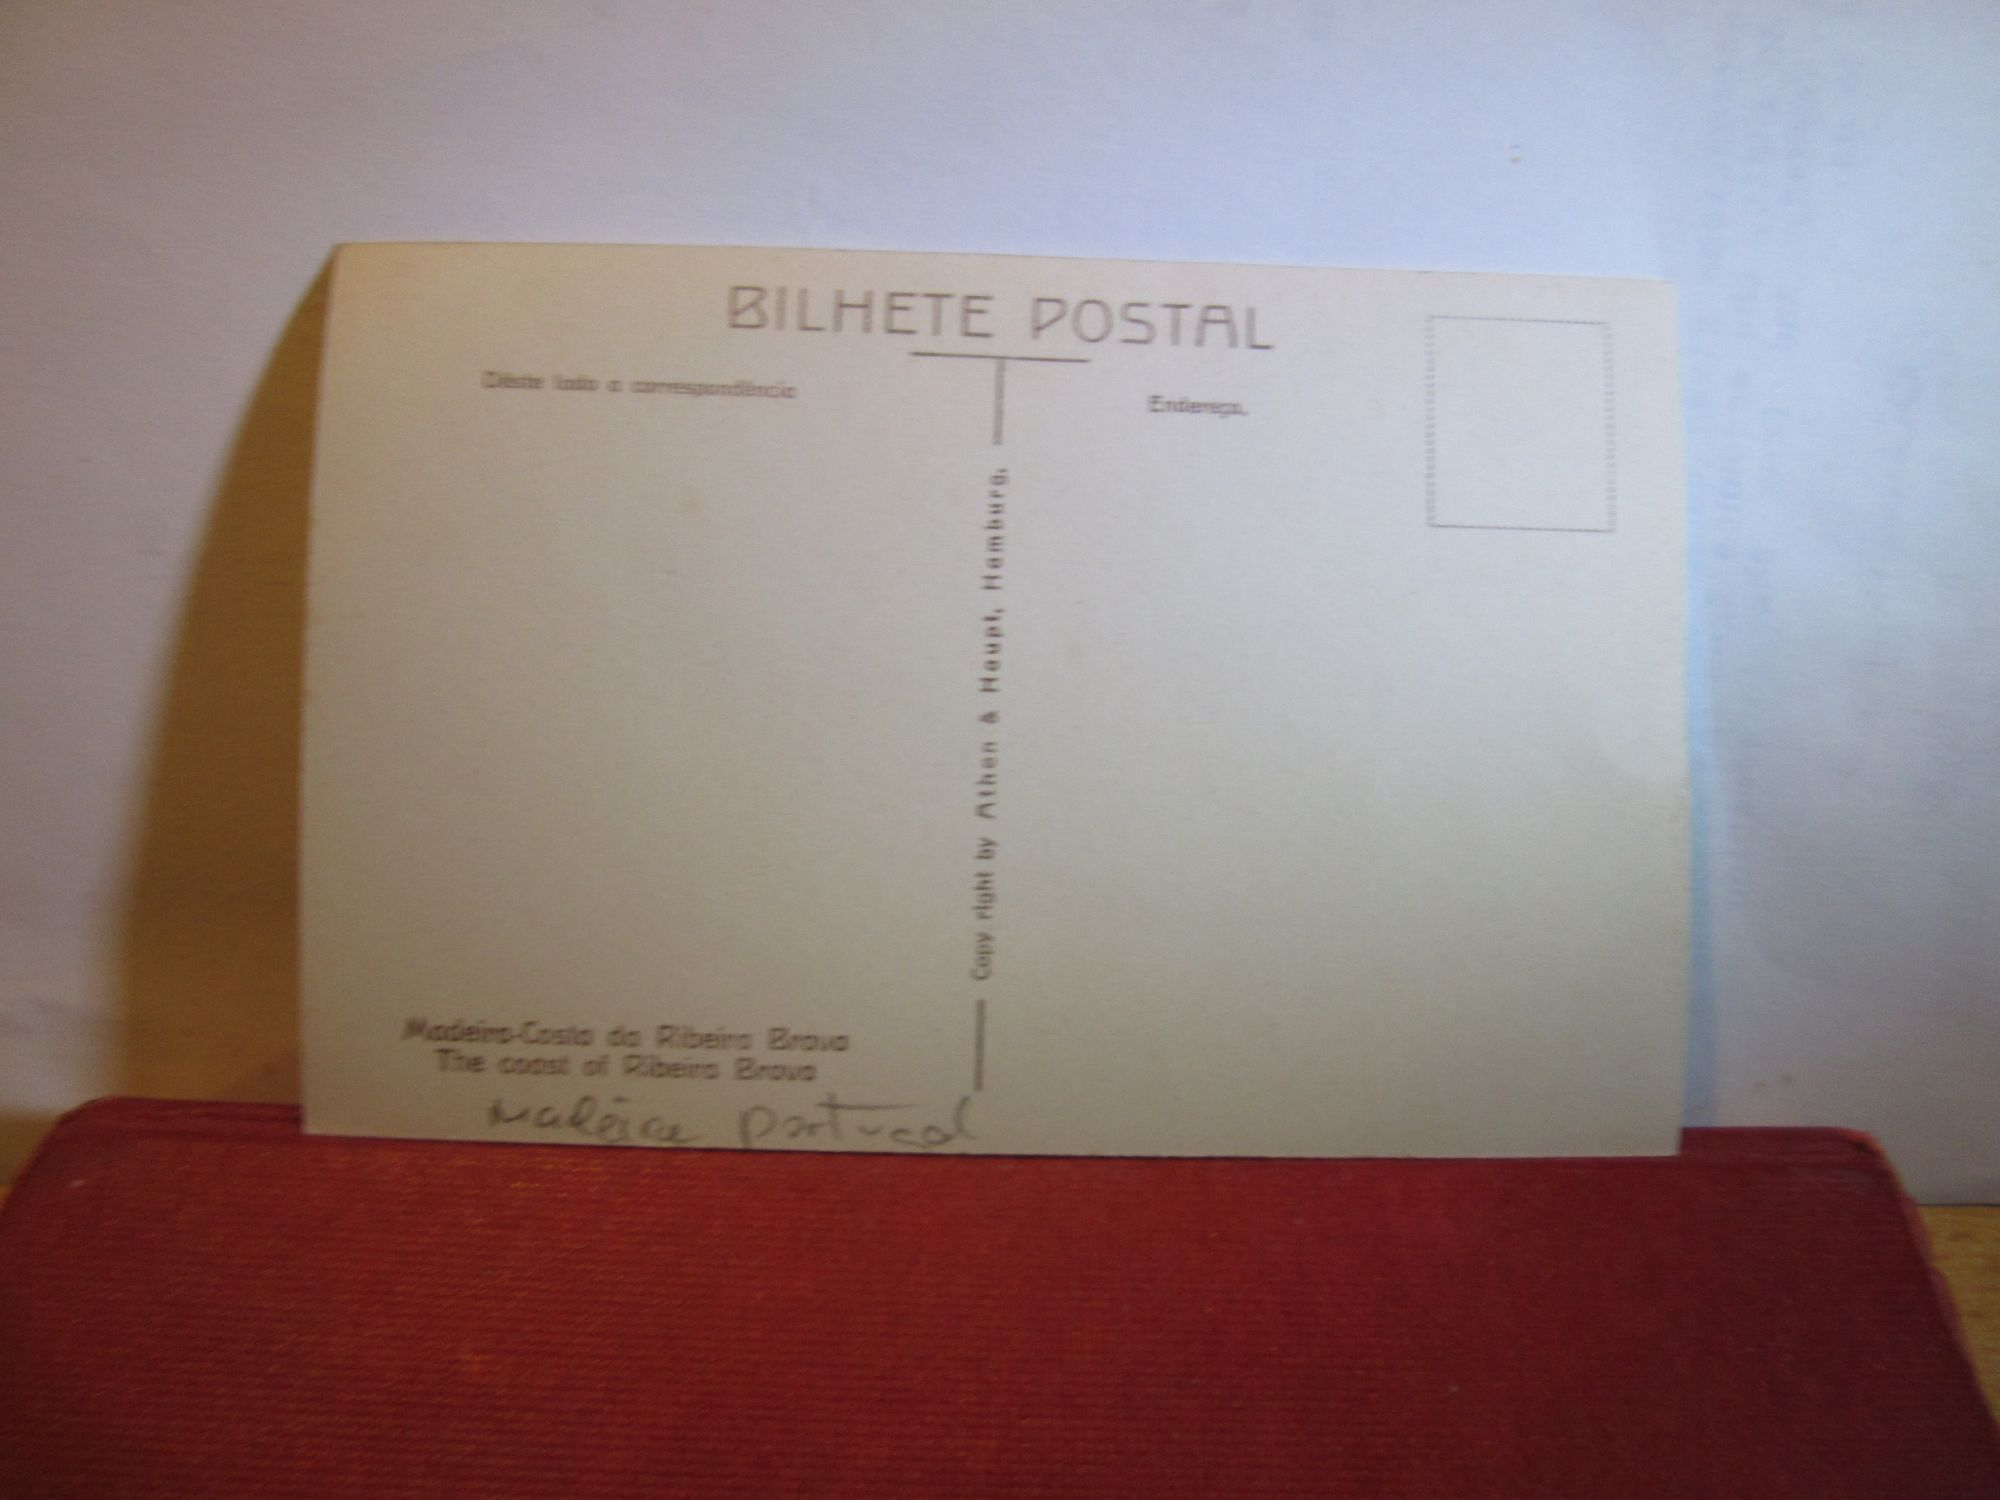 BILHETE POSTAL
Dêste lado a correspondência
Endereço.
Copy right by Athen & Haupt, Hamburg,
Madeira-Costa da Ribeira Brava
The coast of Ribeira Brava
Madeira Portugal